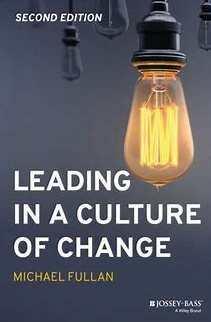 SECOND EDITION
LEADING
IN A CULTURE
OF CHANGE
MICHAEL FULLAN
JOSSEY-BASS
A Wiley Brand